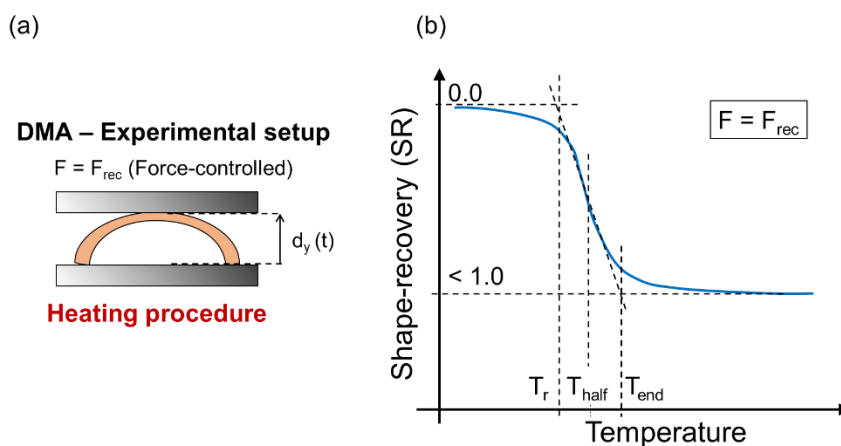 (a)
DMA – Experimental setup
F = Frec (Force-controlled)
dy (t)
Heating procedure
(b)
Shape-recovery (SR)
0.0
F = Frec
< 1.0
Tr
Thalf
Tend
Temperature